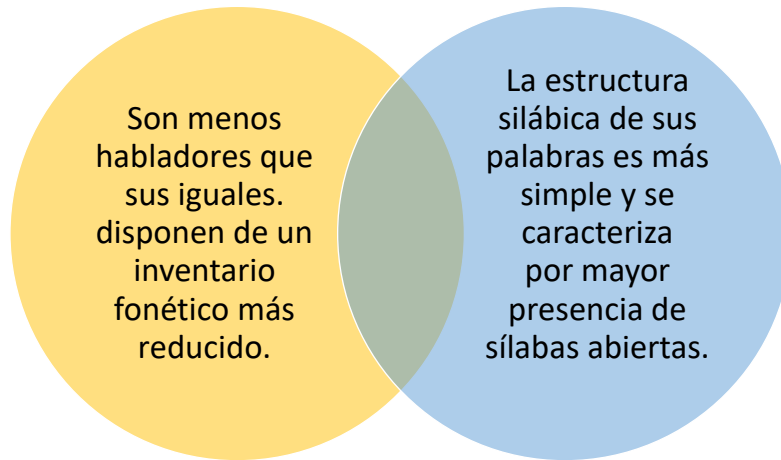 Son menos
habladores que
sus iguales.
disponen de un
inventario
fonético más
reducido.
La estructura
silábica de sus
palabras es más
simple y se
caracteriza
por mayor
presencia de
sílabas abiertas.